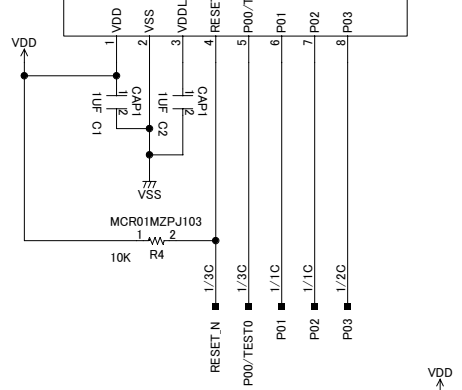 VDD
VSS
VDDL
P01
P02
P03
1
2
3
4
5
6
7
8
VDD
1
2
CAP1
1UF
C1
1
2
CAP1
1UF
C2
VSS
MCR01MZPJ103
1
2
10K
R4
1/3C
1/3C
1/1C
1/1C
1/2C
RESET_N
P00/TEST0
P01
P02
P03
VDD